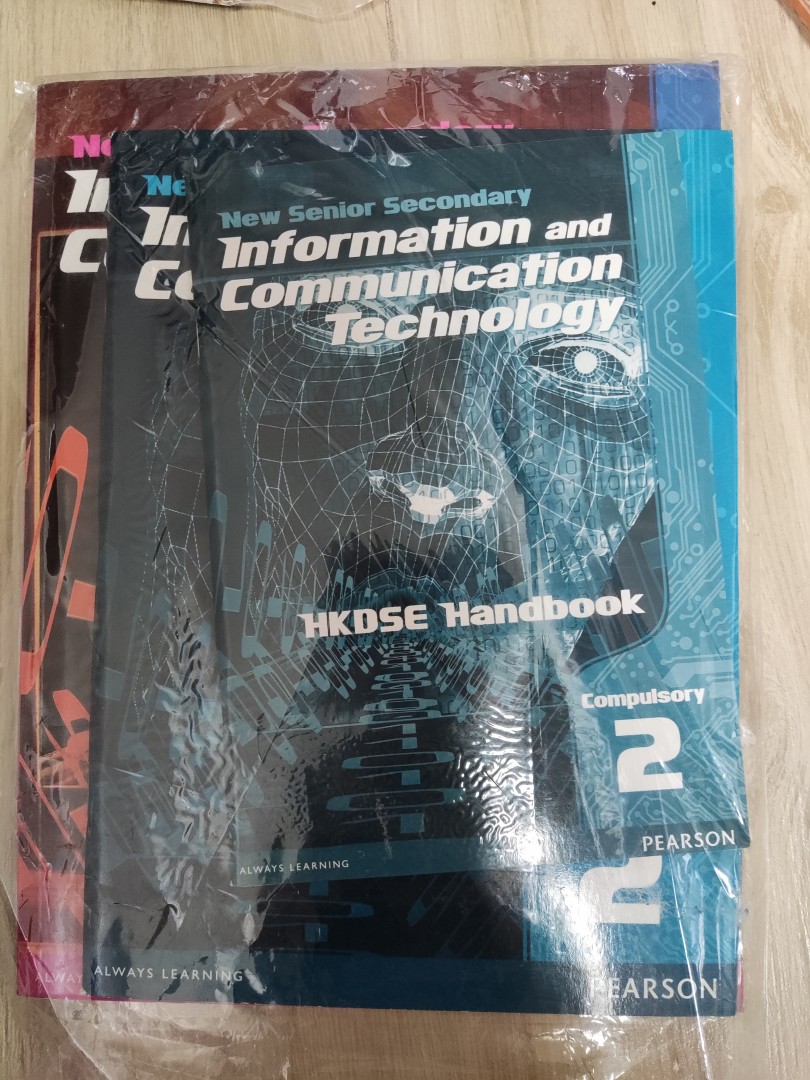 New Senior Secondary
Information and
Communication
Technology
HKDSE Handbook
Compulsory
2
PEARSON
ALWAYS LEARNING
2
ALWAYS LEARNING
PEARSON